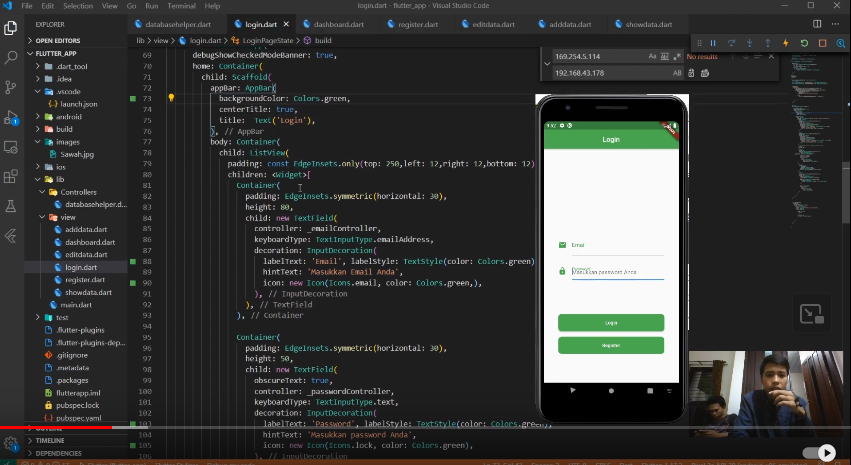 File Edit Selection View Go Run Terminal Help
login.dart - flutter_app - Visual Studio Code
EXPLORER
databasehelper.dart
login.dart
dashboard.dart
register.dart
editdata.dart
adddata.dart
showdata.dart
OPEN EDITORS
lib > view > login.dart > LoginPageState > build
FLUTTER_APP
.dart_tool
.idea
.vscode
launch.json
android
build
images
Sawah.jpg
ios
lib
Controllers
databasehelper.d...
view
adddata.dart
dashboard.dart
editdata.dart
login.dart
register.dart
showdata.dart
main.dart
test
.flutter-plugins
.flutter-plugins-dep...
.gitignore
.metadata
.packages
flutterapp.iml
pubspec.lock
pubspec.yaml
TIMELINE
DEPENDENCIES
169.254.5.114
Aa
No results
192.168.43.178
AB
69 debugShowCheckedModeBanner: true,
70 home: Container(
71 child: Scaffold(
72 appBar: AppBar(
73 backgroundColor: Colors.green,
74 centerTitle: true,
75 title: Text('Login'),
76 ), // AppBar
77 body: Container(
78 child: ListView(
79 padding: const EdgeInsets.only(top: 250,left: 12,right: 12,bottom: 12)
80 children: <Widget>[
81 Container(
82 padding: EdgeInsets.symmetric(horizontal: 30),
83 height: 80,
84 child: new TextField(
85 controller: _emailController,
86 keyboardType: TextInputType.emailAddress,
87 decoration: InputDecoration(
88 labelText: 'Email', labelStyle: TextStyle(color: Colors.green)
89 hintText: 'Masukkan Email Anda',
90 icon: new Icon(Icons.email, color: Colors.green,),
91 ), // InputDecoration
92 ), // TextField
93 ), // Container
94
95 Container(
96 padding: EdgeInsets.symmetric(horizontal: 30),
97 height: 50,
98 child: new TextField(
99 obscureText: true,
100 controller: _passwordController,
101 keyboardType: TextInputType.text,
102 decoration: InputDecoration(
103 labelText: 'Password', labelStyle: TextStyle(color: Colors.green),
104 hintText: 'Masukkan password Anda',
105 icon: new Icon(Icons.lock, color: Colors.green),
106 ), // InputDecoration
Login
Email
Password
Masukkan password Anda
Login
Register